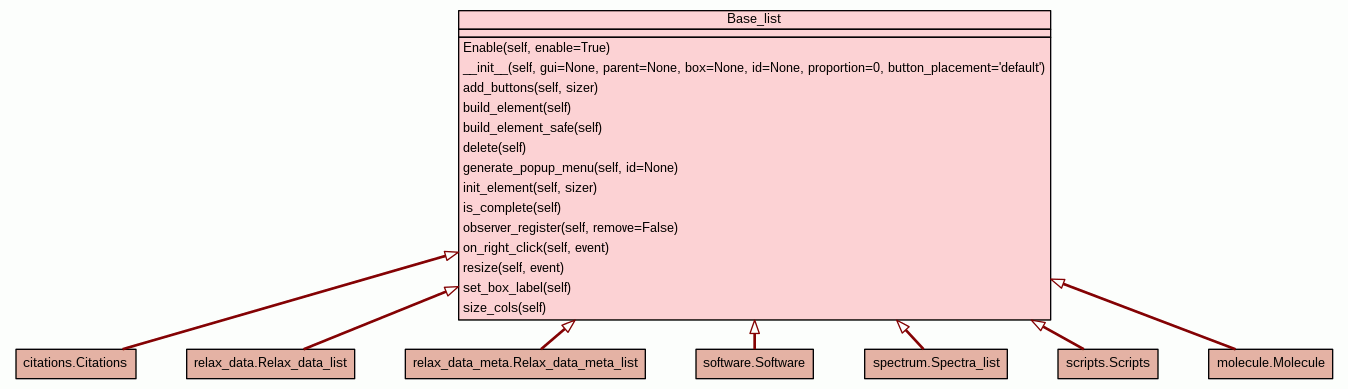 Base_list
Enable(self, enable=True)
__init__(self, gui=None, parent=None, box=None, id=None, proportion=0, button_placement='default')
add_buttons(self, sizer)
build_element(self)
build_element_safe(self)
delete(self)
generate_popup_menu(self, id=None)
init_element(self, sizer)
is_complete(self)
observer_register(self, remove=False)
on_right_click(self, event)
resize(self, event)
set_box_label(self)
size_cols(self)
citations.Citations
relax_data.Relax_data_list
relax_data_meta.Relax_data_meta_list
software.Software
spectrum.Spectra_list
scripts.Scripts
molecule.Molecule